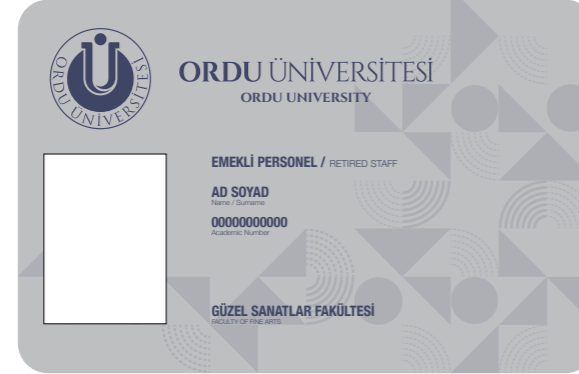 ORDU ÜNİVERSİTESİ
ORDU ÜNİVERSİTESİ
ORDU UNIVERSITY
EMEKLİ PERSONEL / RETIRED STAFF
AD SOYAD
Name / Surname
00000000000
Academic Number
GÜZEL SANATLAR FAKÜLTESİ
FACULTY OF FINE ARTS